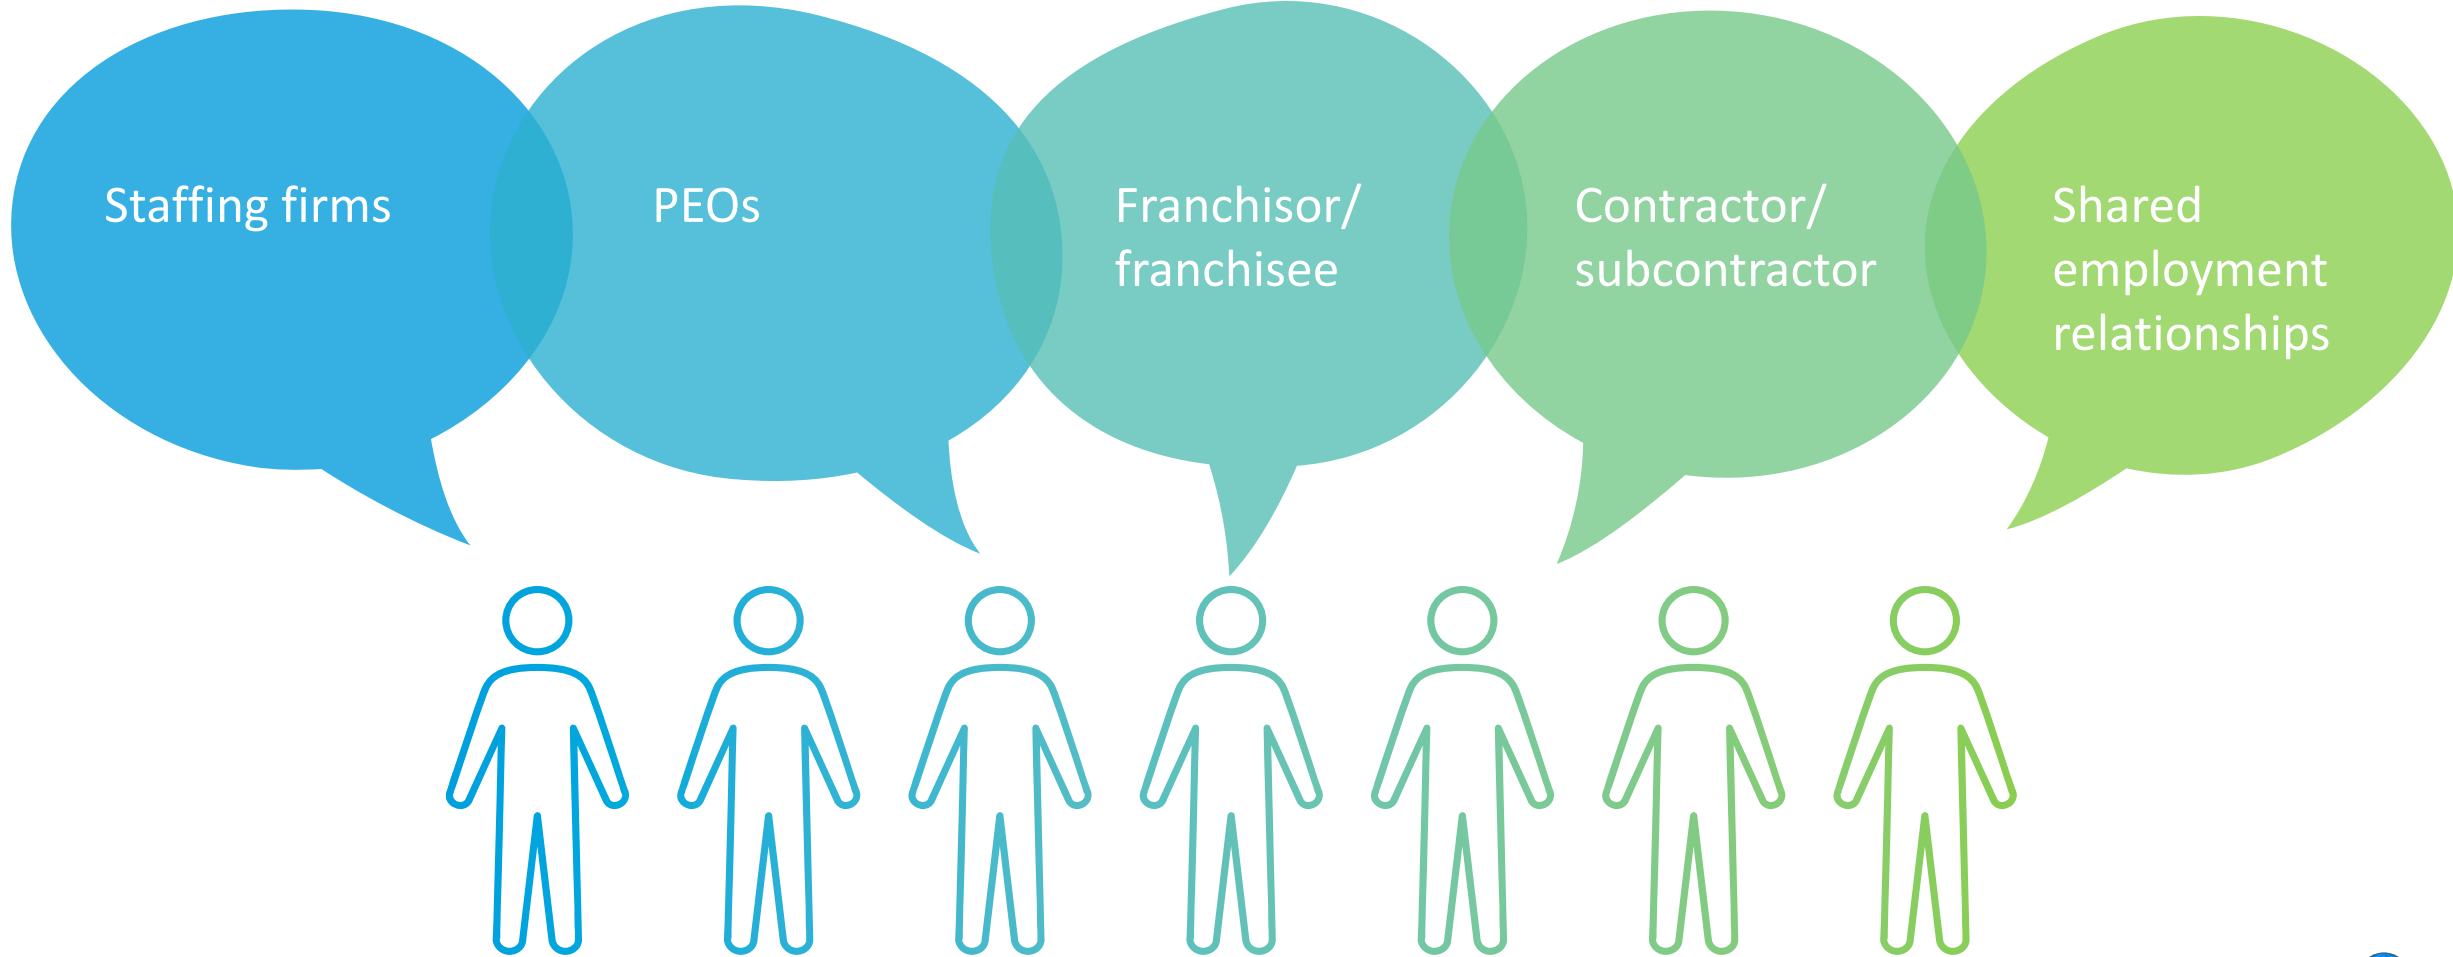 Staffing firms
PEOs
Franchisor/
franchisee
Contractor/
subcontractor
Shared
employment
relationships